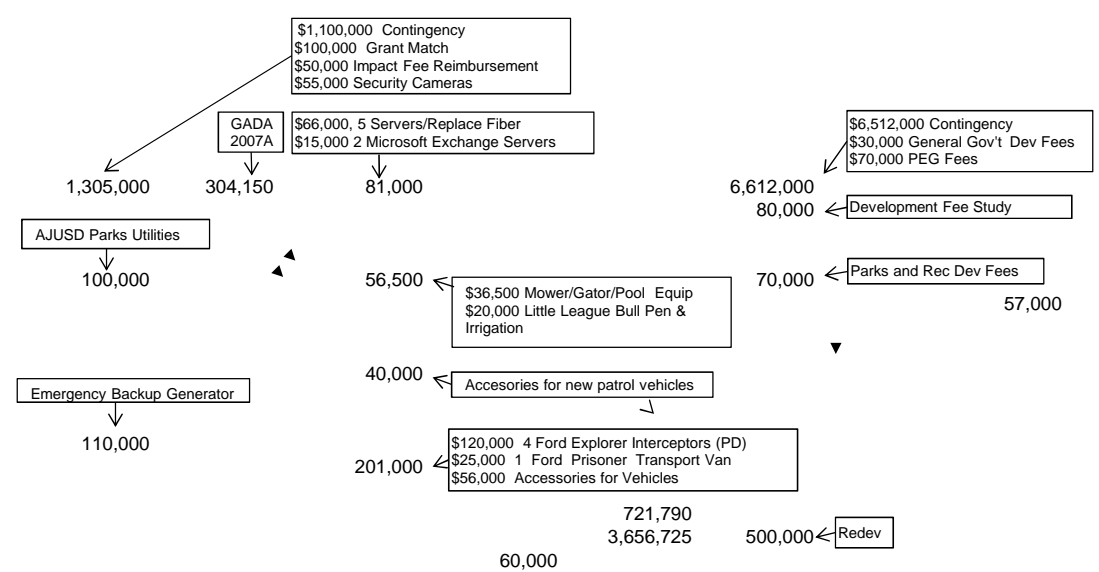 $1,100,000 Contingency
$100,000 Grant Match
$50,000 Impact Fee Reimbursement
$55,000 Security Cameras
GADA
2007A
$66,000, 5 Servers/Replace Fiber
$15,000 2 Microsoft Exchange Servers
$6,512,000 Contingency
$30,000 General Gov't Dev Fees
$70,000 PEG Fees
1,305,000 304,150 81,000 6,612,000
80,000 Development Fee Study
AJUSD Parks Utilities
100,000 56,500 70,000 Parks and Rec Dev Fees
$36,500 Mower/Gator/Pool Equip
$20,000 Little League Bull Pen &
Irrigation
57,000
40,000 Accesories for new patrol vehicles
Emergency Backup Generator
110,000
201,000
$120,000 4 Ford Explorer Interceptors (PD)
$25,000 1 Ford Prisoner Transport Van
$56,000 Accessories for Vehicles
721,790
3,656,725 500,000 Redev
60,000